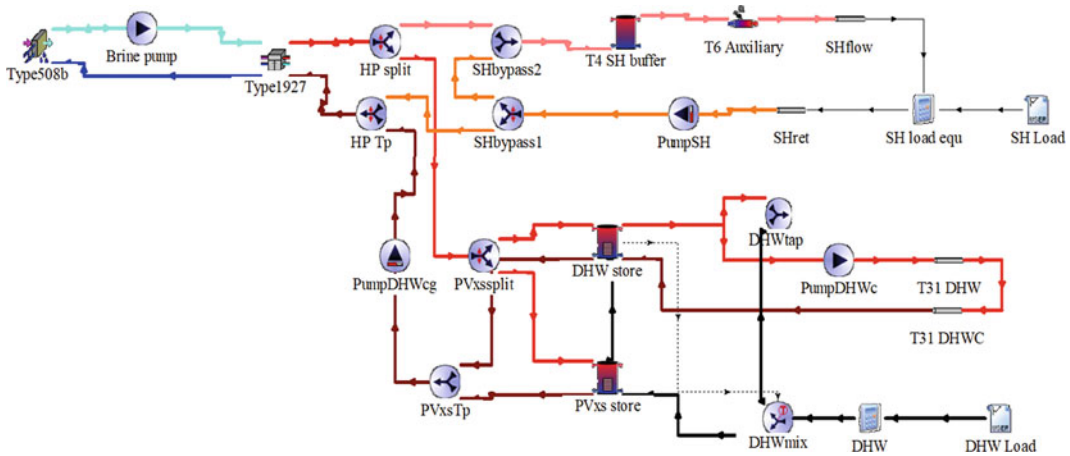 Type508b
Brine pump
Type1927
HP split
SHbypass2
T4 SH buffer
T6 Auxiliary
SHflow
HP Tp
SHbypass1
PumpSH
SHret
SH load equ
SH Load
PumpDHWcg
PVxssplit
DHW store
DHWtap
PumpDHWc
T31 DHW
T31 DHWC
PVxsTp
PVxs store
DHWmix
DHW
DHW Load